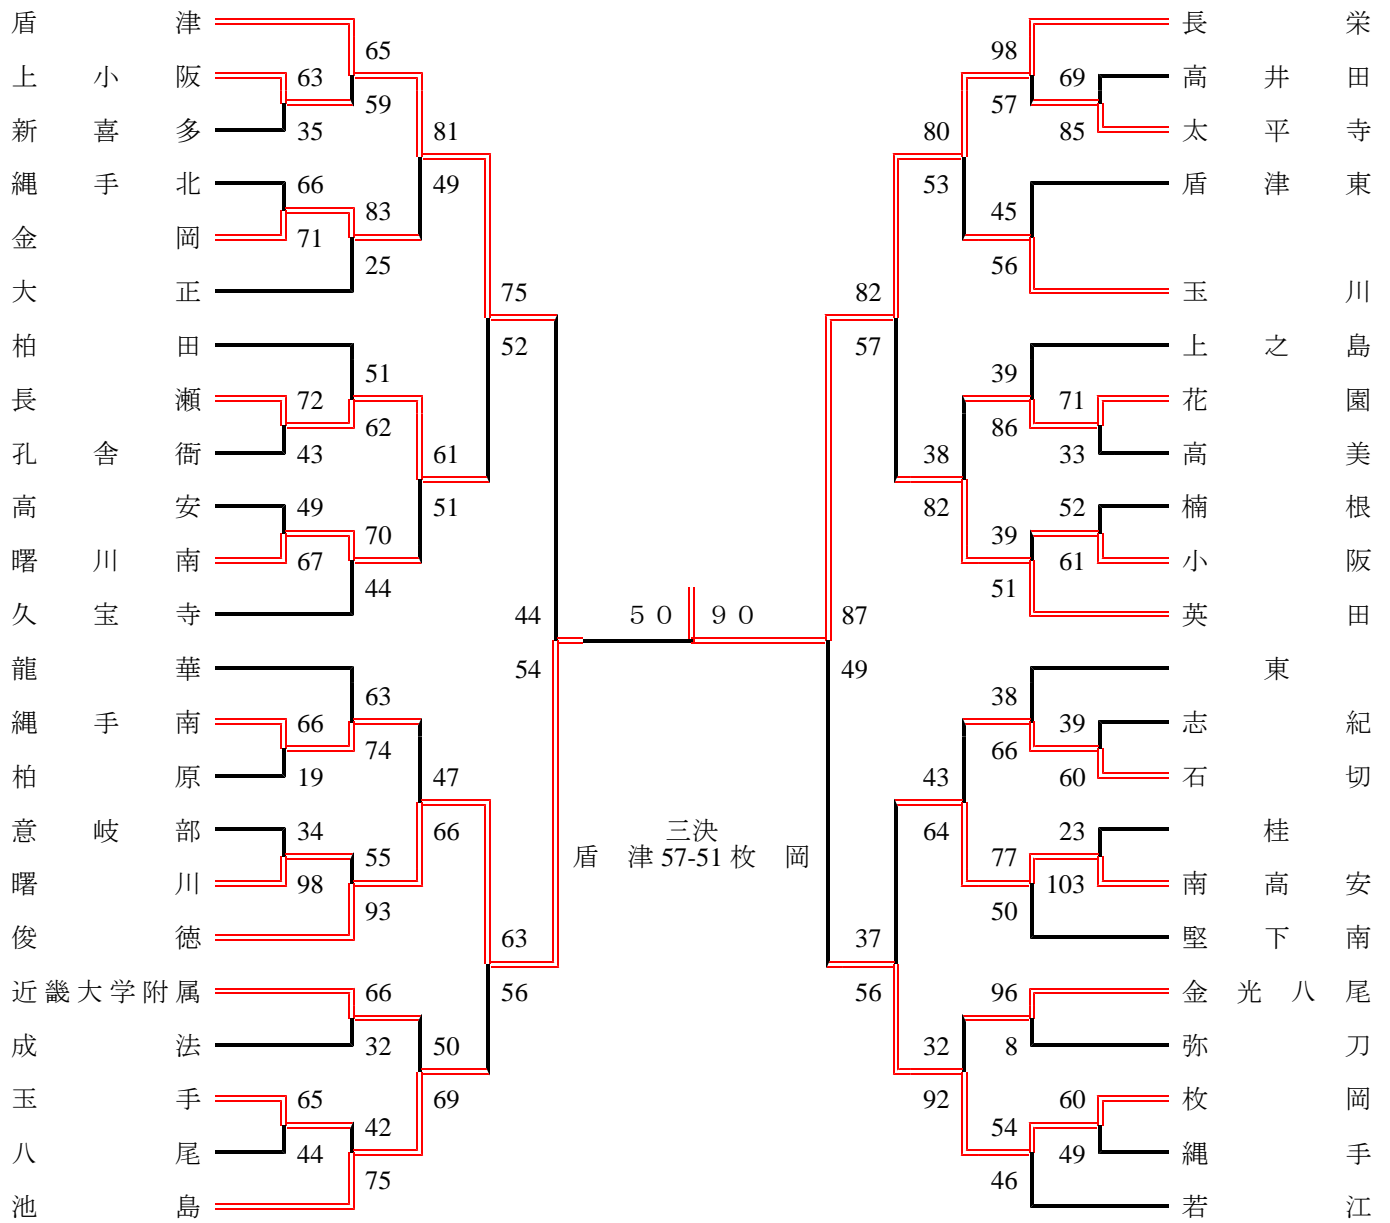 盾津 長栄
65 98
上小阪 63 69 高井田
59 57
新喜多 35 81 80 85 太平寺
縄手北 66 49 53 盾津東
83 45
金岡 71
25 56
大正 75 82 玉川
柏田 52 57 上之島
51 39
長瀬 72 71 花園
62 86
孔舎衙 43 61 38 33 高美
高安 49 51 82 52 楠根
70 39
曙川南 67 61 小阪
44 51
久宝寺 44 50 90 87 英田
龍華 54 49 東
63 38
縄手南 66 39 志紀
74 66
柏原 19 47 43 60 石切
意岐部 34 66 三決 64 23 桂
55 盾津 57-51 枚岡 77
曙川 98 103 南高安
93 50
俊徳 63 37 堅下南
近畿大学附属 66 56 56 96 金光八尾
成法 32 50 32 8 弥刀
玉手 65 69 92 60 枚岡
42 54
八尾 44 49 縄手
75 46
池島 若江